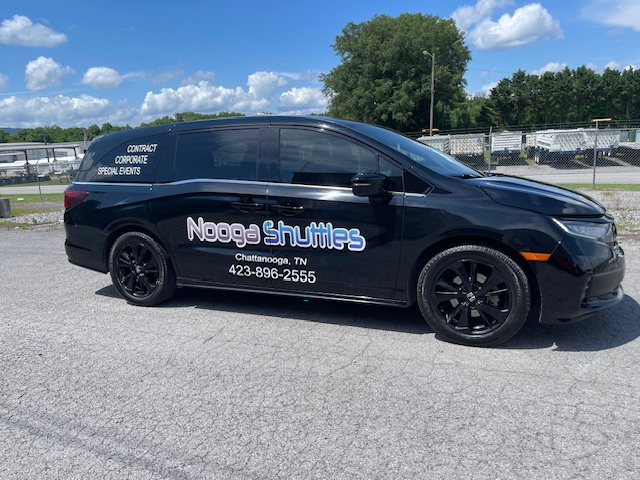 CONTRACT
CORPORATE
SPECIAL EVENTS
Nooga Shuttles
Chattanooga, TN
423-896-2555